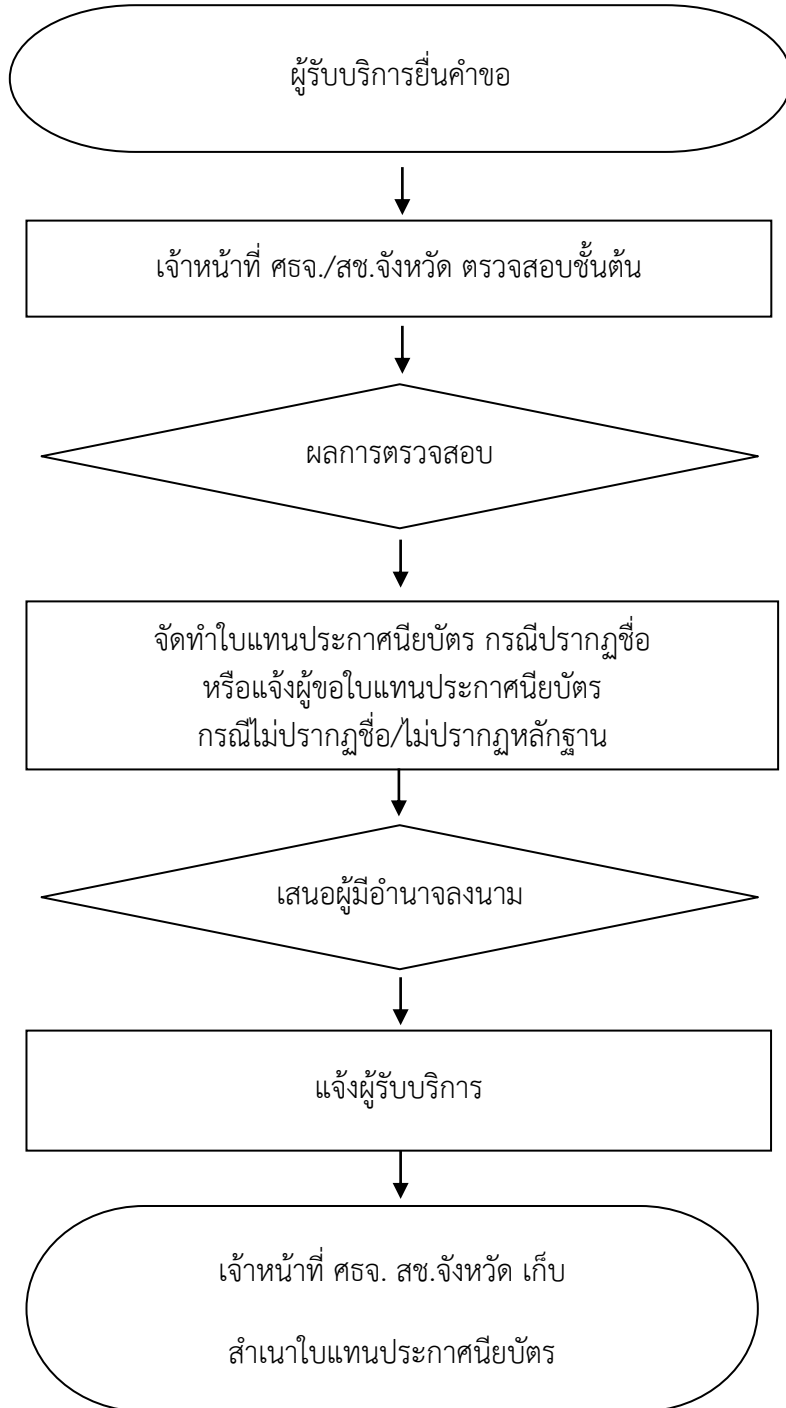 ผู้รับบริการยื่นคำขอ
เจ้าหน้าที่ ศธจ./สช.จังหวัด ตรวจสอบชั้นต้น
ผลการตรวจสอบ
จัดทำใบแทนประกาศนียบัตร กรณีปรากฏชื่อ
หรือแจ้งผู้ขอใบแทนประกาศนียบัตร
กรณีไม่ปรากฏชื่อ/ไม่ปรากฏหลักฐาน
เสนอผู้มีอำนาจลงนาม
แจ้งผู้รับบริการ
เจ้าหน้าที่ ศธจ. สช.จังหวัด เก็บ
สำเนาใบแทนประกาศนียบัตร